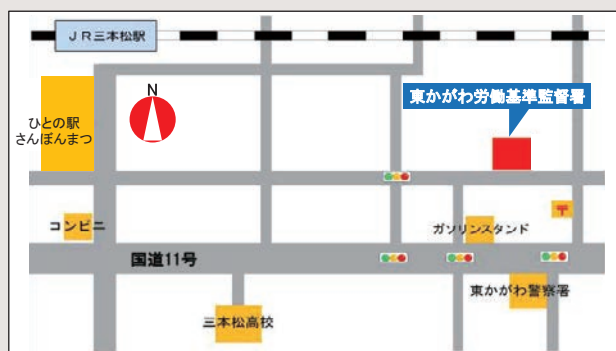 JR三本松駅
N
東かがわ労働基準監督署
ひとの駅
さんぽんまつ
コンビニ
〒
ガソリンスタンド
国道11号
東かがわ警察署
三本松高校